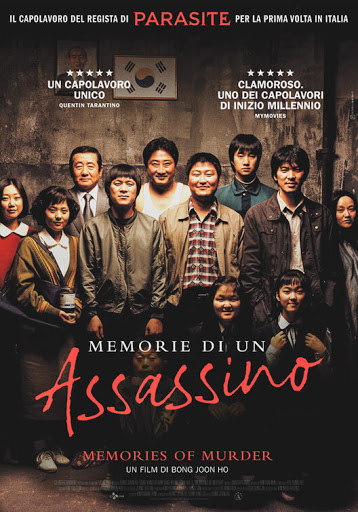 IL CAPOLAVORO DEL REGISTA DI PARASITE PER LA PRIMA VOLTA IN ITALIA
UN CAPOLAVORO
UNICO
QUENTIN TARANTINO
CLAMOROSO.
UNO DEI CAPOLAVORI
DI INIZIO MILLENNIO
MYMOVIES
MEMORIE DI UN
Assassino
MEMORIES OF MURDER
UN FILM DI BONG JOON HO